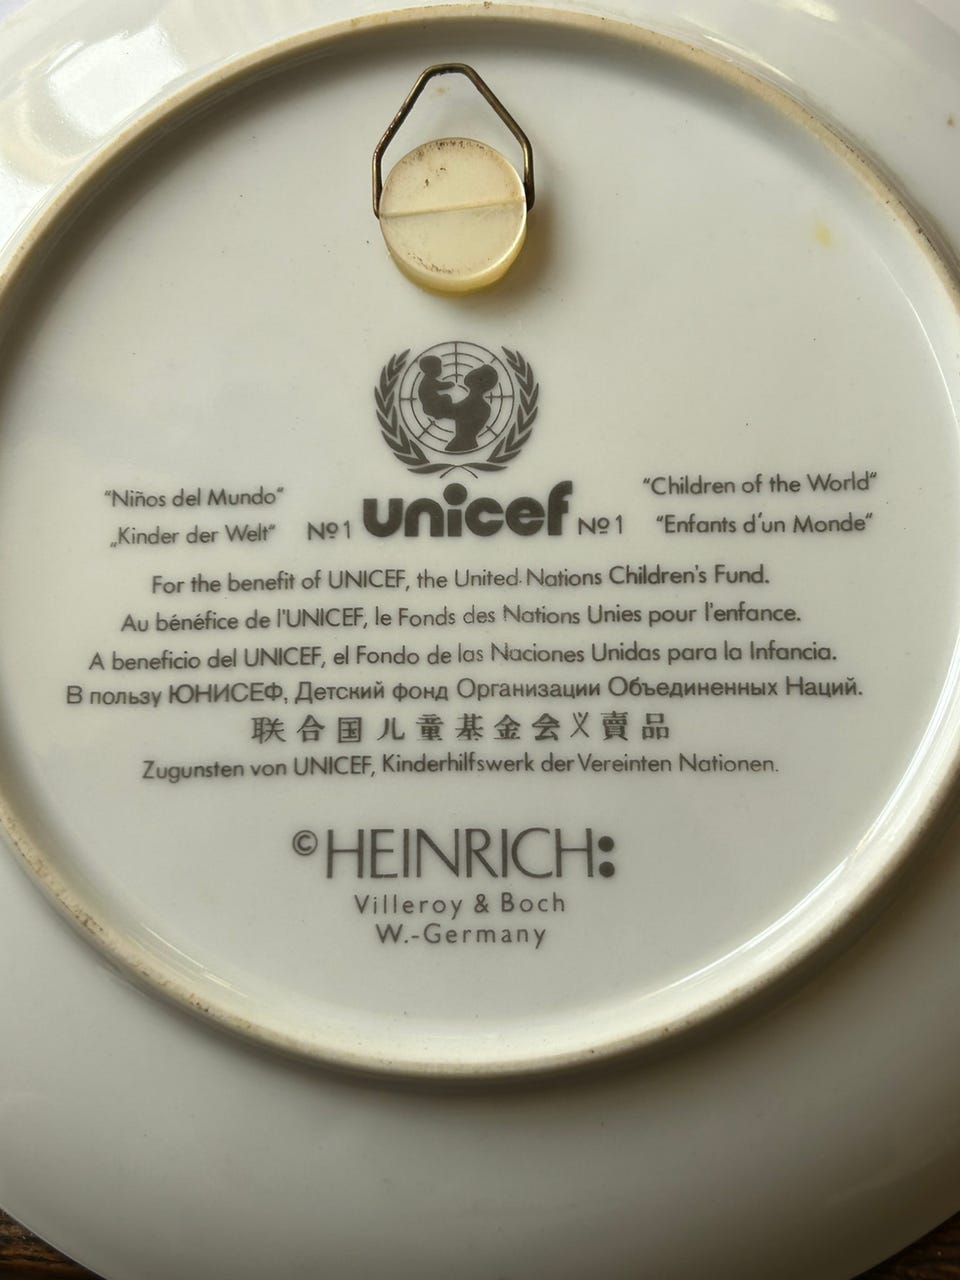 "Niños del Mundo" "Children of the World"
„Kinder der Welt" Nº1 unicef Nº1 "Enfants d'un Monde"
For the benefit of UNICEF, the United Nations Children's Fund.
Au bénéfice de l'UNICEF, le Fonds des Nations Unies pour l'enfance.
A beneficio del UNICEF, el Fondo de las Naciones Unidas para la Infancia.
В пользу ЮНИСЕФ, Детский фонд Организации Объединенных Наций.
联合国儿童基金会义賣品
Zugunsten von UNICEF, Kinderhilfswerk der Vereinten Nationen.
©HEINRICH:
Villeroy & Boch
W.-Germany